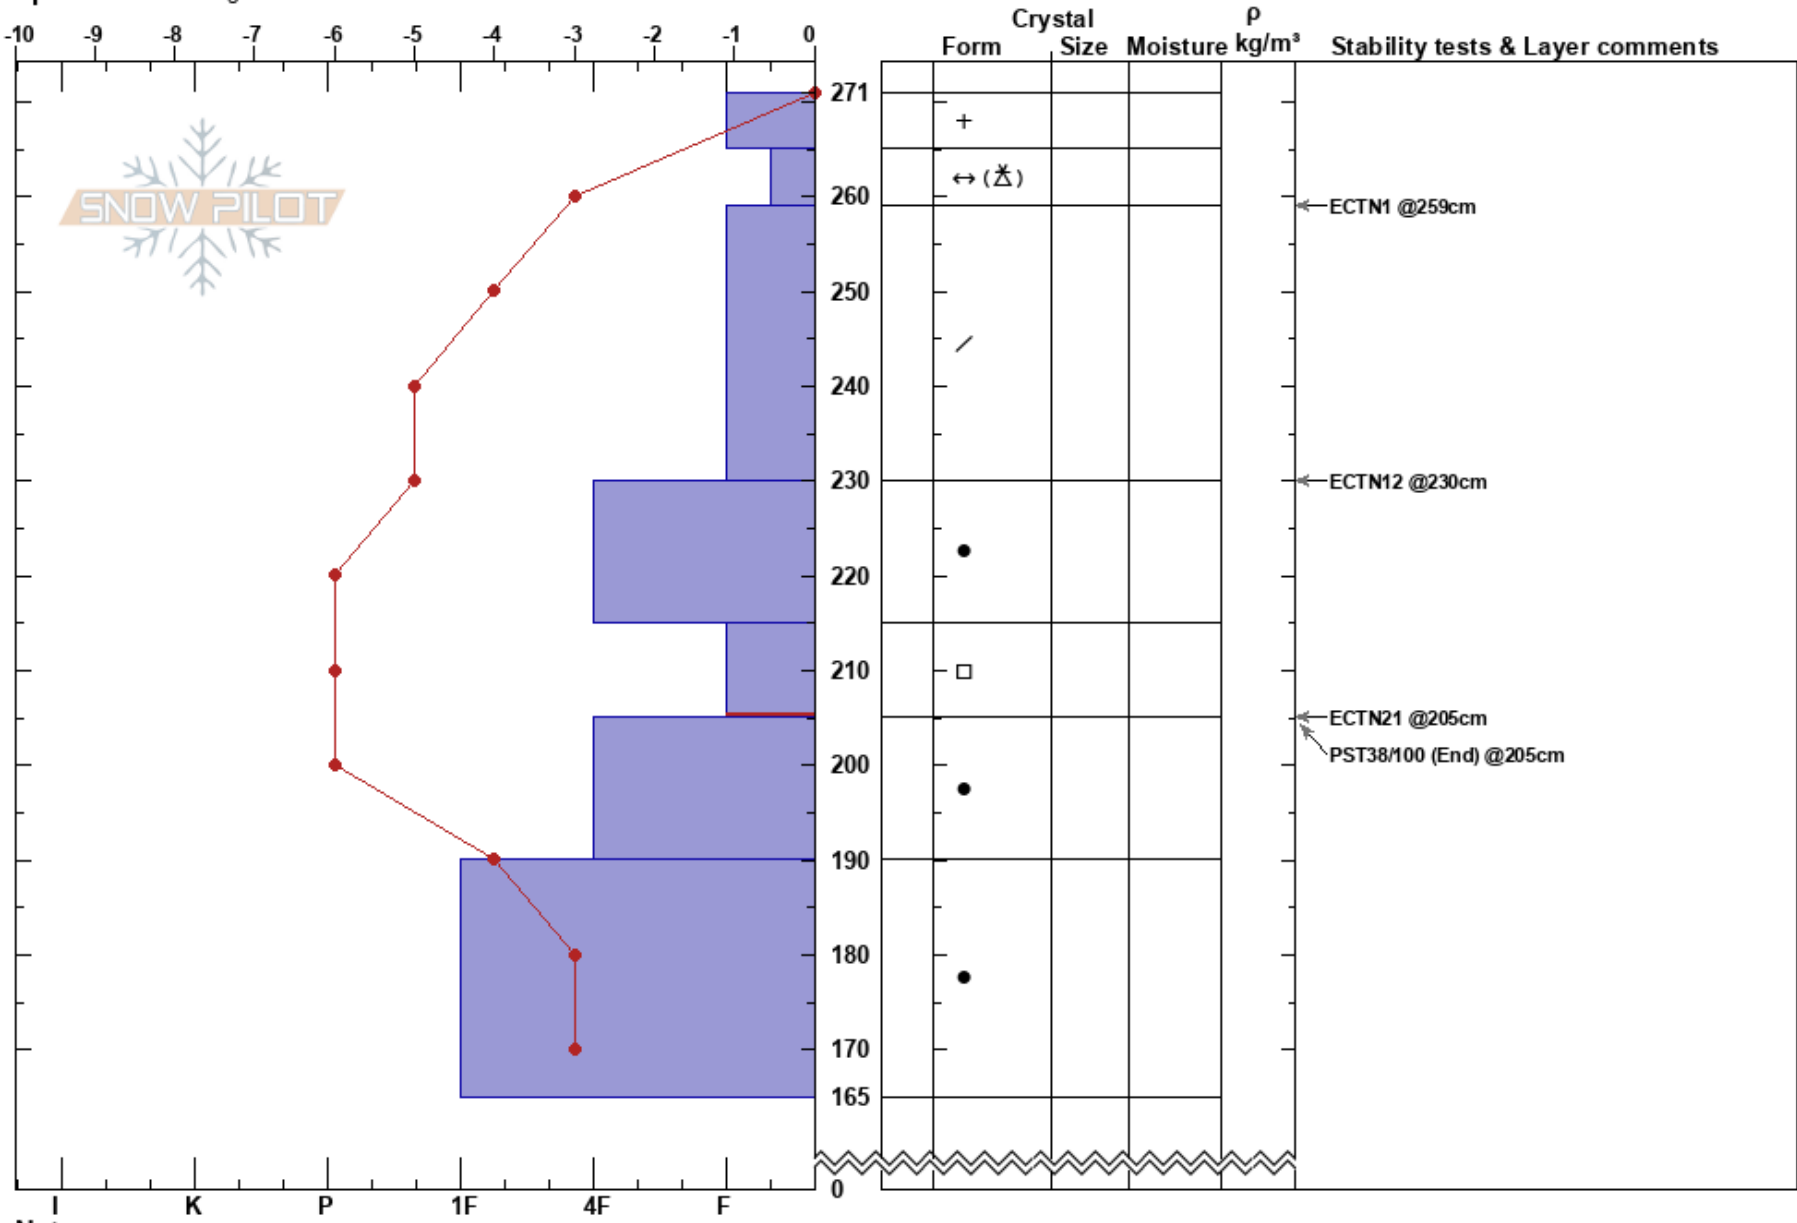 Crystal ρ
-10 -9 -8 -7 -6 -5 -4 -3 -2 -1 0 Form Size Moisture kg/m³ Stability tests & Layer comments
271
+
↔ (
)
SNOW PILOT
260
ECTN1 @259cm
250
/
240
230
ECTN12 @230cm
●
220
210
□
ECTN21 @205cm
PST38/100 (End) @205cm
200
●
190
180
●
170
165
0
I K P 1F 4F F